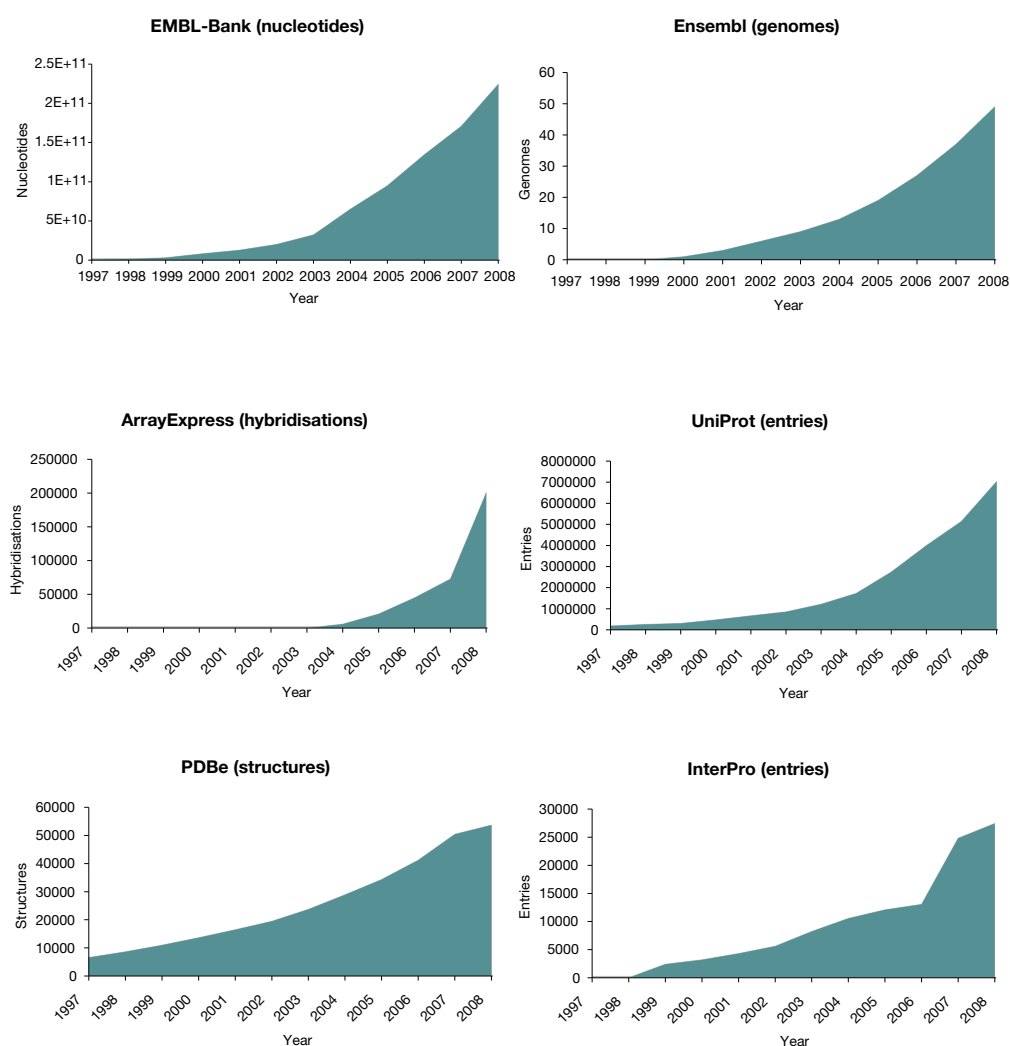 EMBL-Bank (nucleotides)
2.5E+11
2E+11
1.5E+11
1E+11
5E+10
0
Nucleotides
1997 1998 1999 2000 2001 2002 2003 2004 2005 2006 2007 2008
Year
Ensembl (genomes)
60
50
40
30
20
10
0
Genomes
1997 1998 1999 2000 2001 2002 2003 2004 2005 2006 2007 2008
Year
ArrayExpress (hybridisations)
250000
200000
150000
100000
50000
0
Hybridisations
1997 1998 1999 2000 2001 2002 2003 2004 2005 2006 2007 2008
Year
UniProt (entries)
8000000
7000000
6000000
5000000
4000000
3000000
2000000
1000000
0
Entries
1997 1998 1999 2000 2001 2002 2003 2004 2005 2006 2007 2008
Year
PDBe (structures)
60000
50000
40000
30000
20000
10000
0
Structures
1997 1998 1999 2000 2001 2002 2003 2004 2005 2006 2007 2008
Year
InterPro (entries)
30000
25000
20000
15000
10000
5000
0
Entries
1997 1998 1999 2000 2001 2002 2003 2004 2005 2006 2007 2008
Year